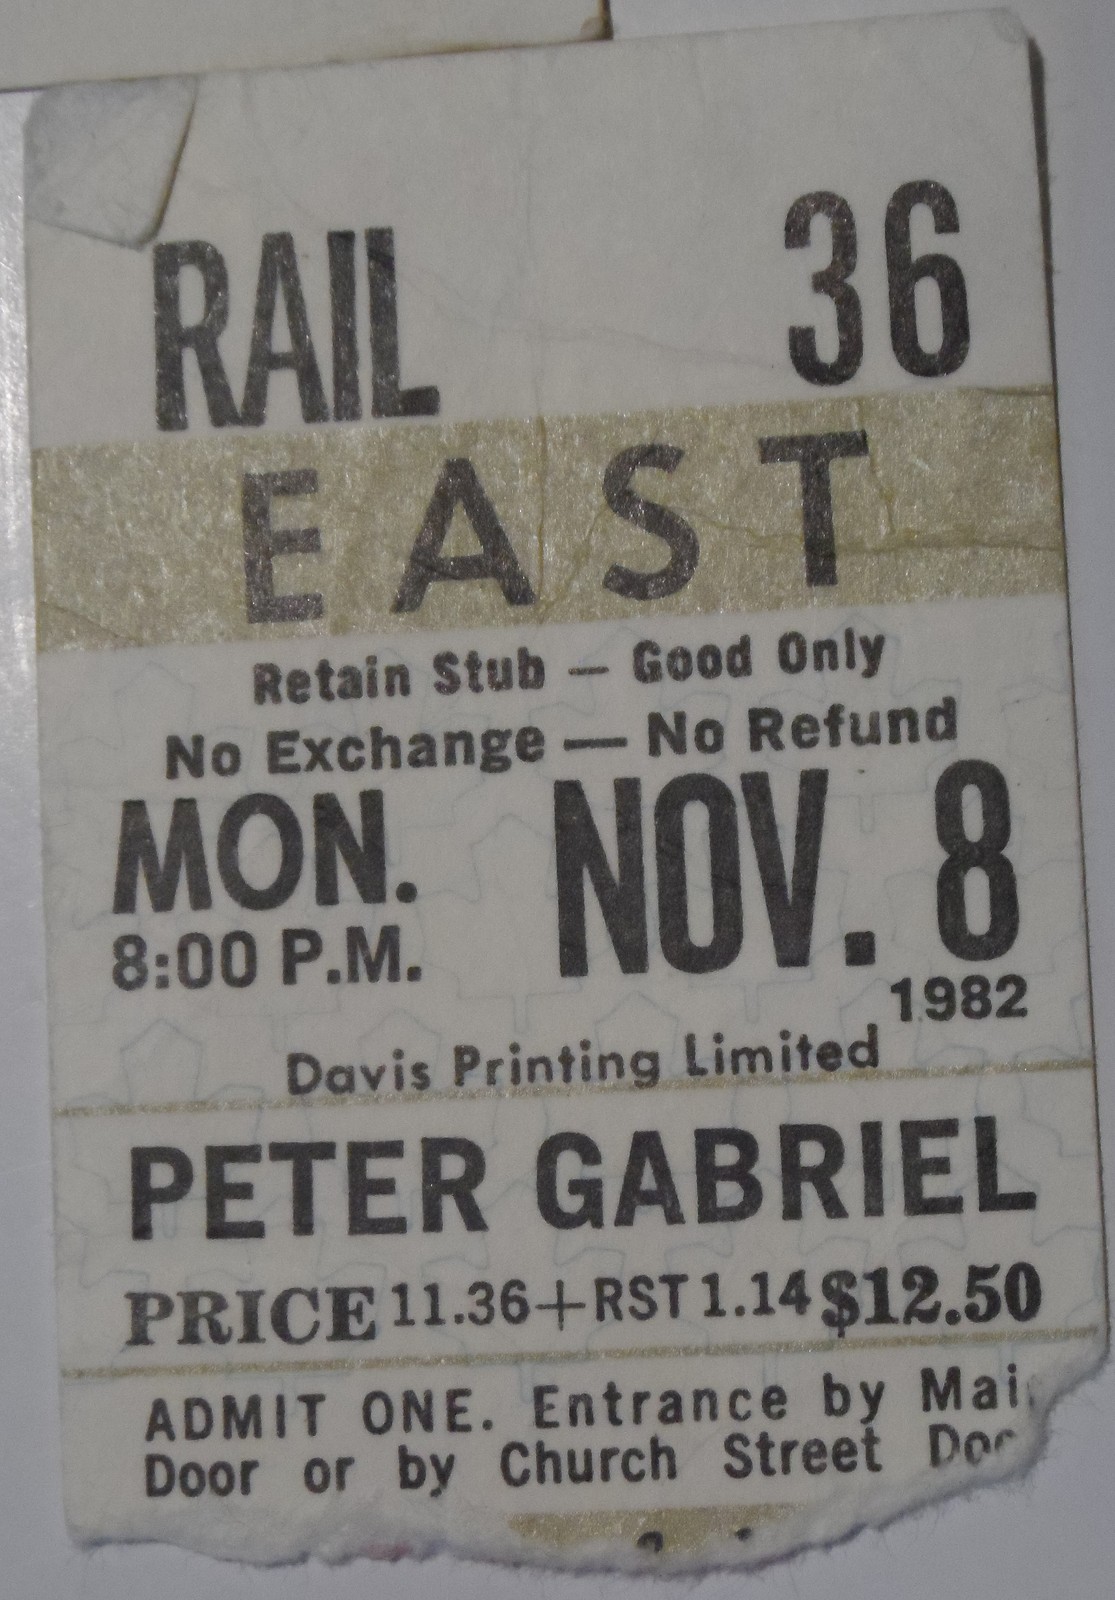 RAIL 36
EAST
Retain Stub — Good Only
No Exchange — No Refund
MON. NOV. 8
8:00 P.M.
1982
Davis Printing Limited
PETER GABRIEL
PRICE 11.36+RST 1.14 $12.50
ADMIT ONE. Entrance by Mai
Door or by Church Street Doo